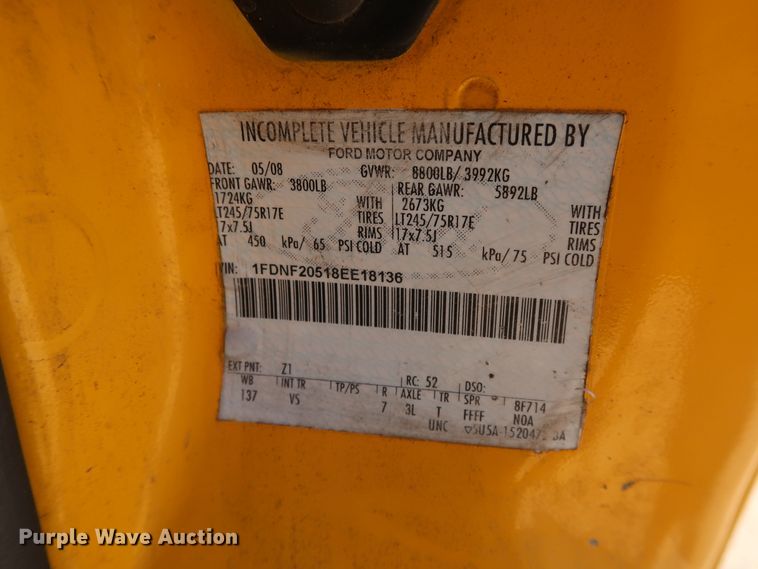 INCOMPLETE VEHICLE MANUFACTURED BY
FORD MOTOR COMPANY
DATE: 05/08 GVWR: 8800LB/ 3992KG
FRONT GAWR: 3800LB REAR GAWR: 5892LB
1724KG WITH 2673KG WITH
LT245/75R17E TIRES LT245/75R17E TIRES
17x7.5J RIMS 17x7.5J RIMS
AT 450 kPa/ 65 PSI COLD AT 515 kPa/ 75 PSI COLD
VIN: 1FDNF20518EE18136
EXT PNT: Z1 RC: 52 DSO:
WB INT TR TP/PS R AXLE TR SPR 8F714
137 VS 7 3L T FFFF NOA
UNC
Purple Wave Auction